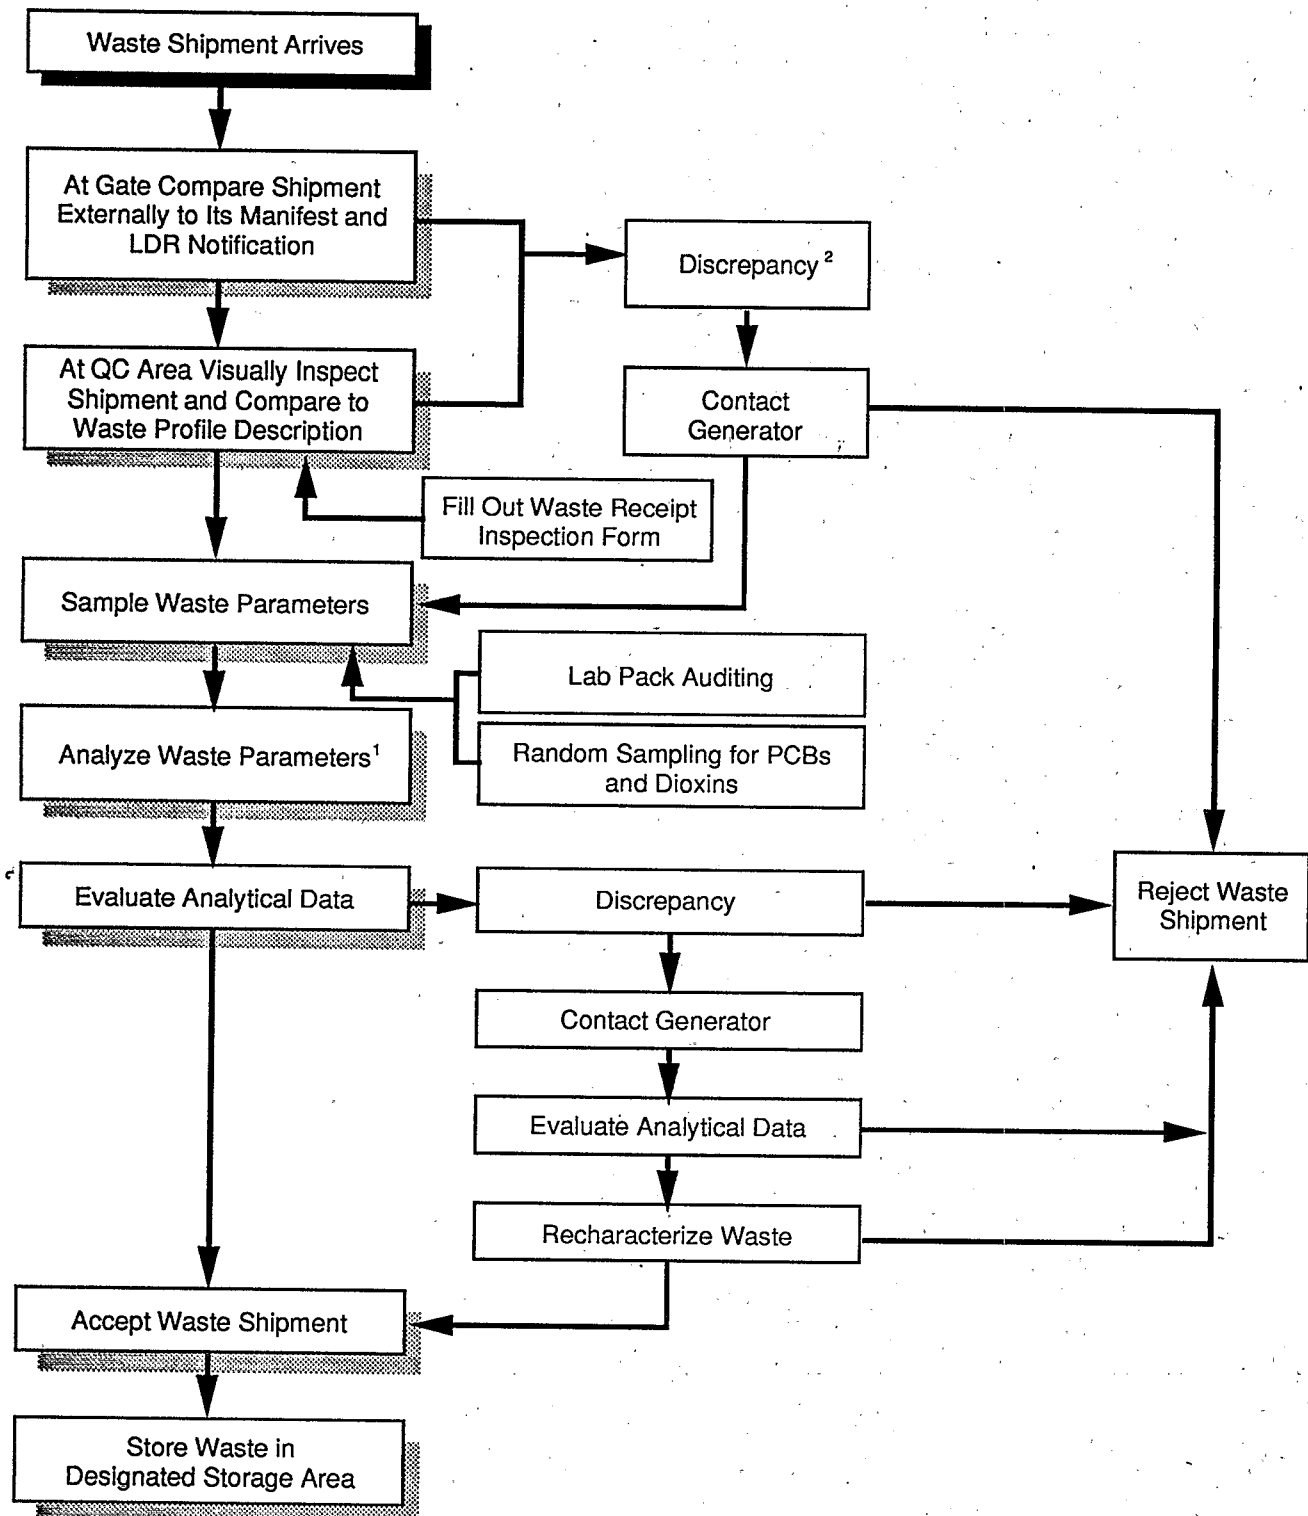 Waste Shipment Arrives
At Gate Compare Shipment
Externally to Its Manifest and
LDR Notification
Discrepancy 2
At QC Area Visually Inspect
Shipment and Compare to
Waste Profile Description
Contact
Generator
Fill Out Waste Receipt
Inspection Form
Sample Waste Parameters
Lab Pack Auditing
Analyze Waste Parameters1
Random Sampling for PCBs
and Dioxins
Evaluate Analytical Data
Discrepancy
Reject Waste
Shipment
Contact Generator
Evaluate Analytical Data
Recharacterize Waste
Accept Waste Shipment
Store Waste in
Designated Storage Area